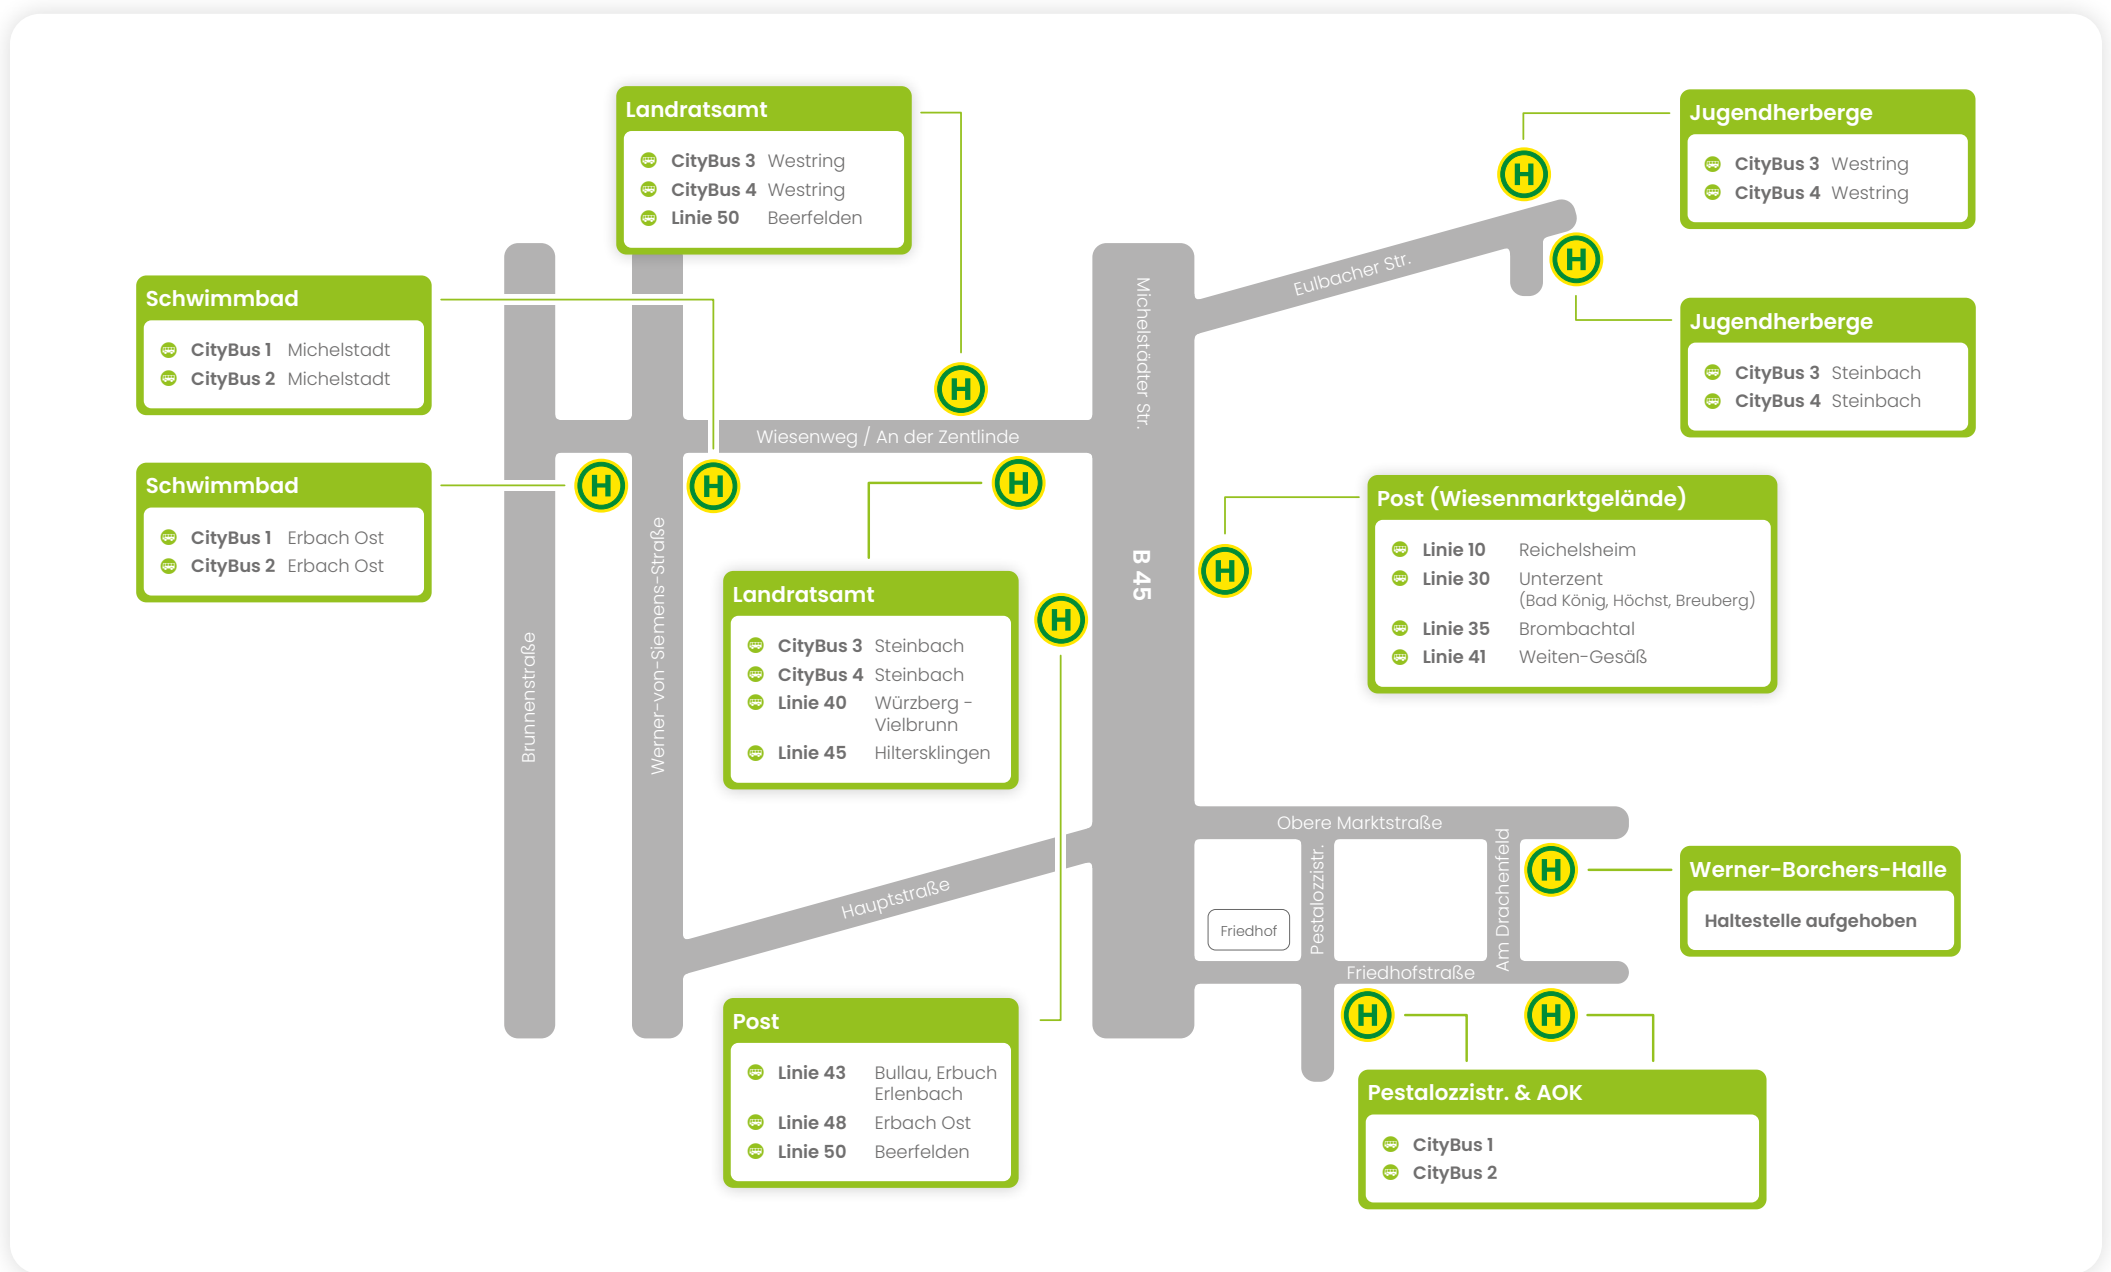 Landratsamt
CityBus 3 Westring
CityBus 4 Westring
Linie 50 Beerfelden
Jugendherberge
CityBus 3 Westring
CityBus 4 Westring
H
H
Eulbacher Str.
Michelstädter Str.
Schwimmbad
CityBus 1 Michelstadt
CityBus 2 Michelstadt
Jugendherberge
CityBus 3 Steinbach
CityBus 4 Steinbach
H
Wiesenweg / An der Zentlinde
Schwimmbad
CityBus 1 Erbach Ost
CityBus 2 Erbach Ost
H
H
H
Post (Wiesenmarktgelände)
Linie 10 Reichelsheim
Linie 30 Unterzent
(Bad König, Höchst, Breuberg)
Linie 35 Brombachtal
Linie 41 Weiten-Gesäß
H
B 45
Landratsamt
CityBus 3 Steinbach
CityBus 4 Steinbach
Linie 40 Würzberg -
Vielbrunn
Linie 45 Hiltersklingen
H
Brunnenstraße
Werner-von-Siemens-Straße
Obere Marktstraße
Hauptstraße
Pestalozzistr.
Am Drachenfeld
H
Werner-Borchers-Halle
Haltestelle aufgehoben
Friedhof
Friedhofstraße
H
H
Post
Linie 43 Bullau, Erbuch
Erlenbach
Linie 48 Erbach Ost
Linie 50 Beerfelden
Pestalozzistr. & AOK
CityBus 1
CityBus 2